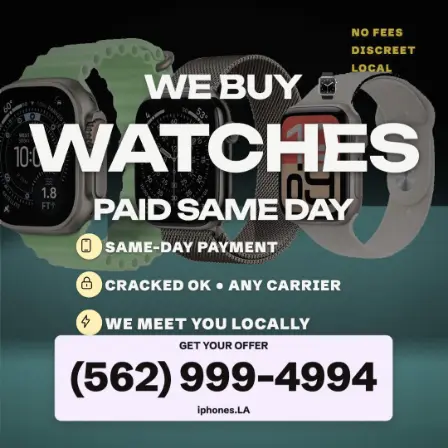 NO FEES
DISCREET
LOCAL
WE BUY
WATCHES
PAID SAME DAY
SAME-DAY PAYMENT
CRACKED OK • ANY CARRIER
WE MEET YOU LOCALLY
GET YOUR OFFER
(562) 999-4994
iphones.LA